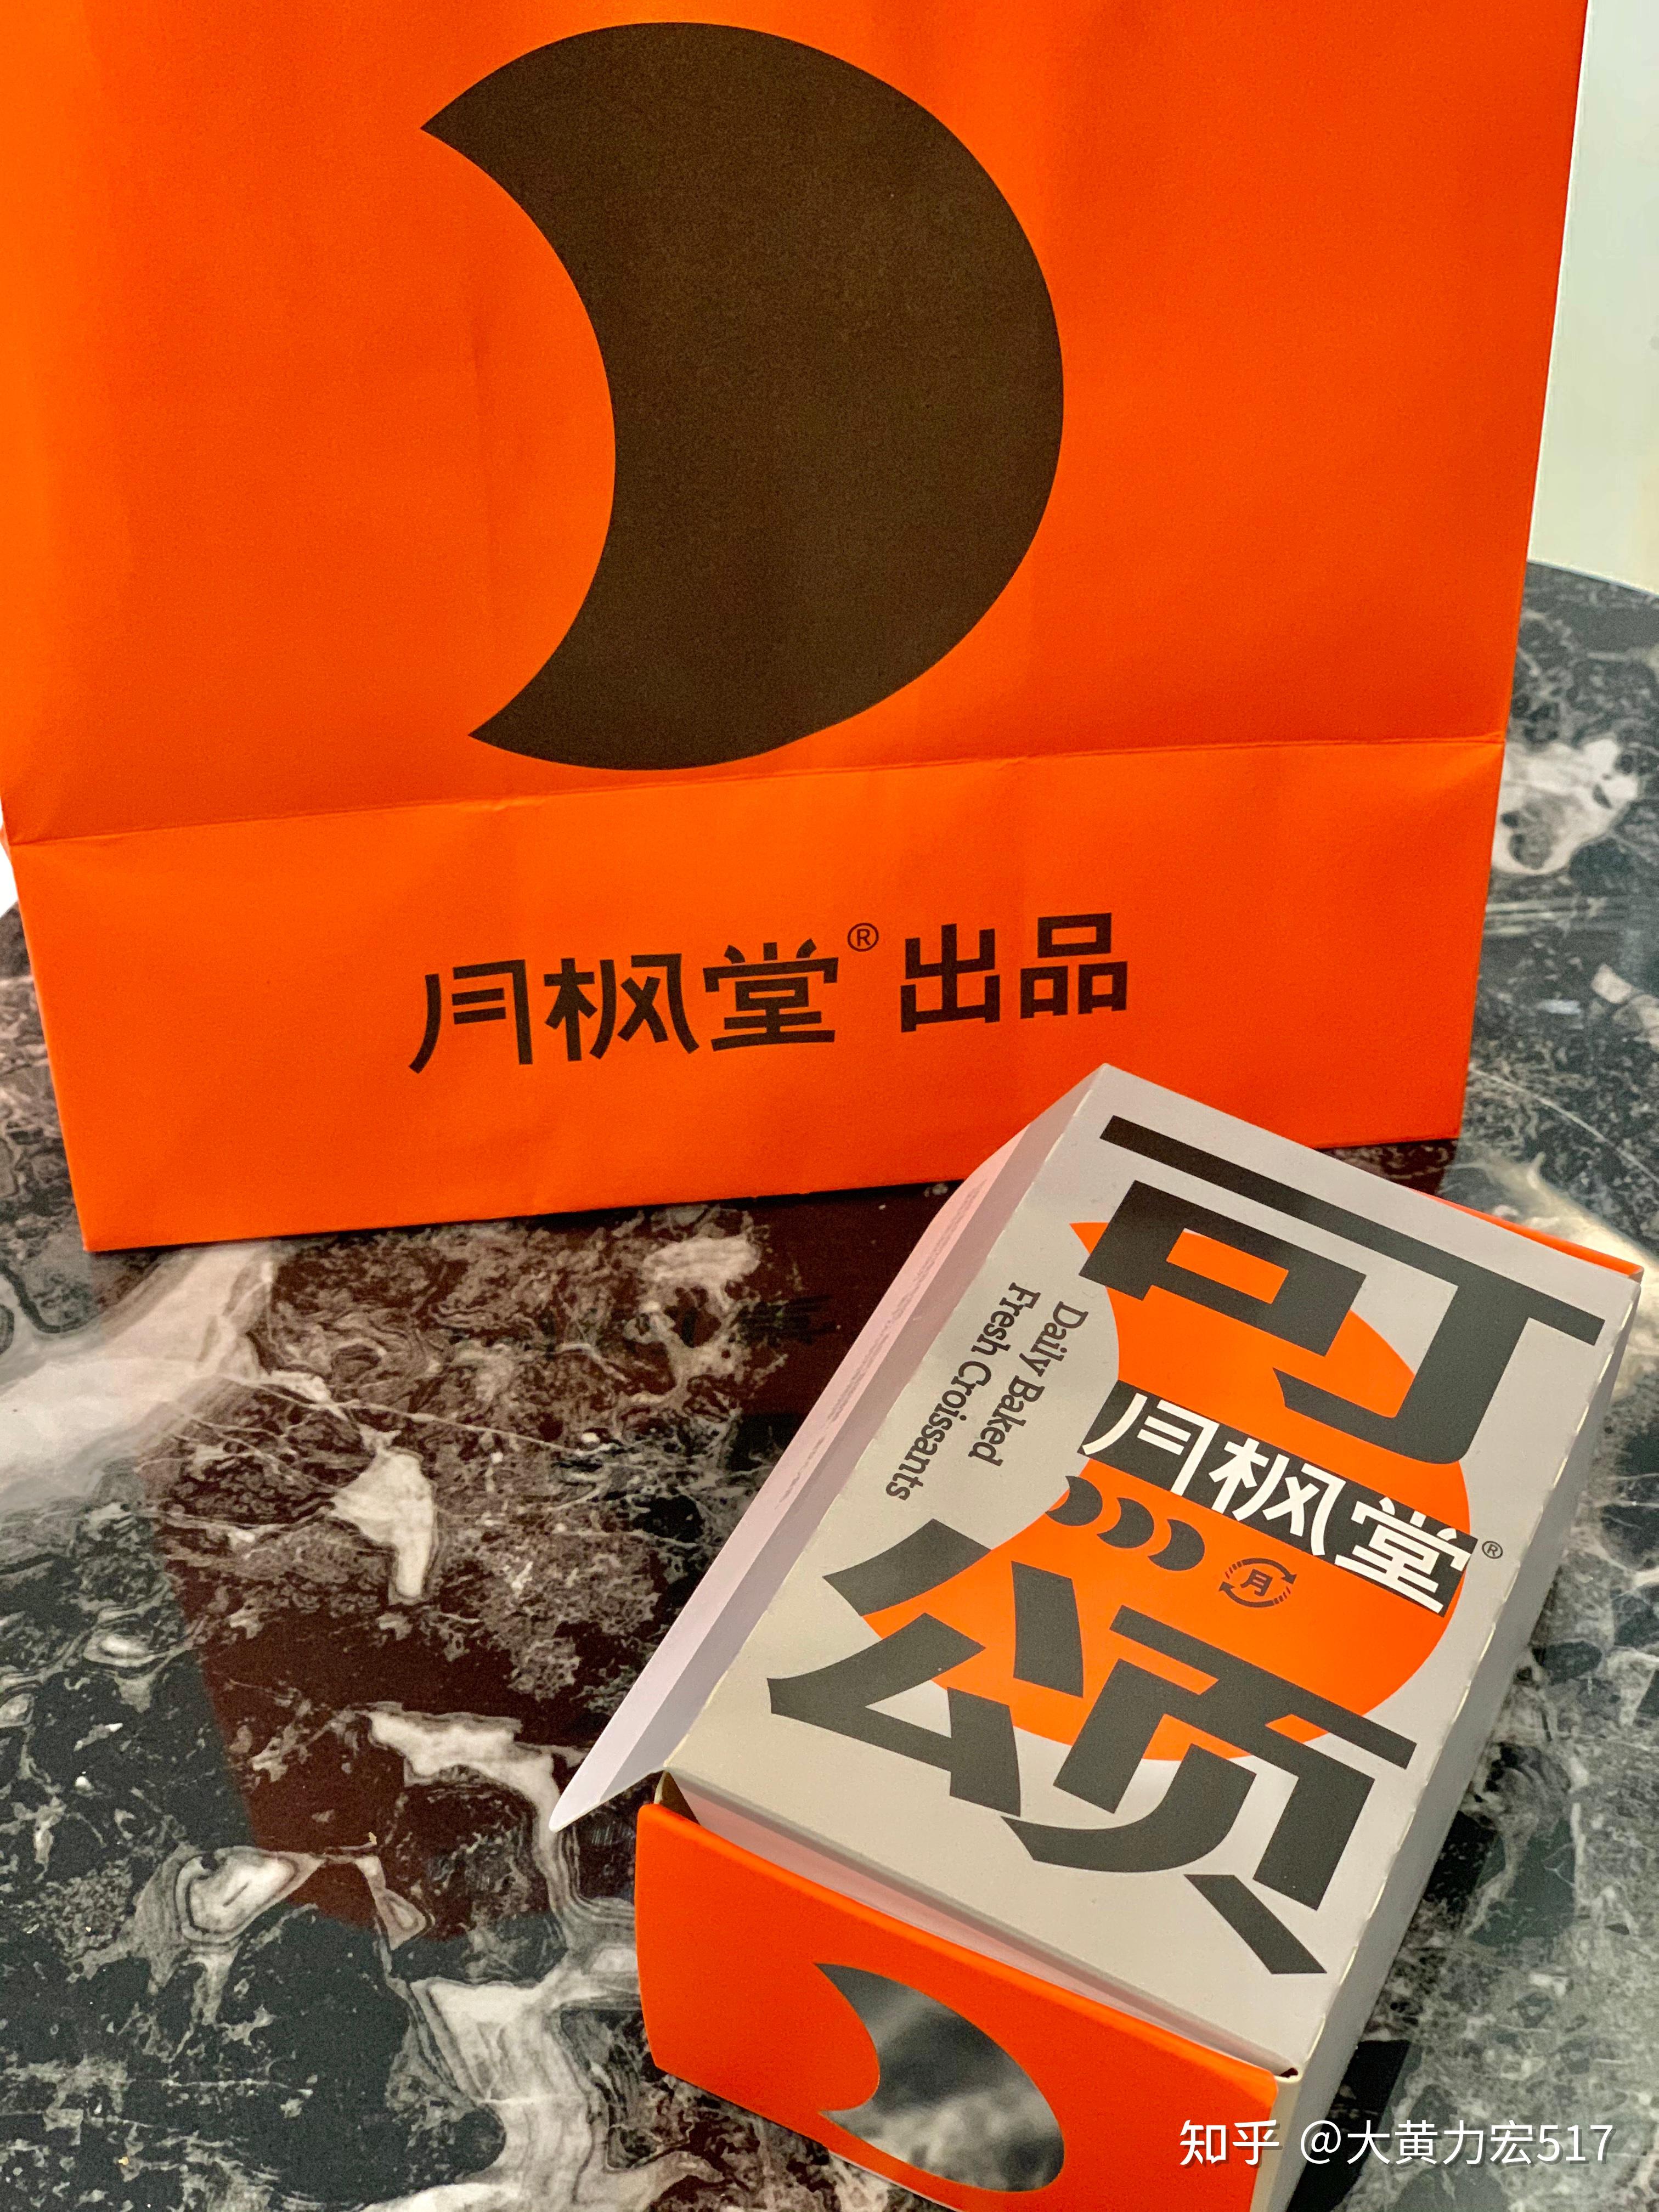 月枫堂® 出品
可颂
月枫堂®
Daily Baked
Fresh Croissants
月
知乎 @大黄力宏517